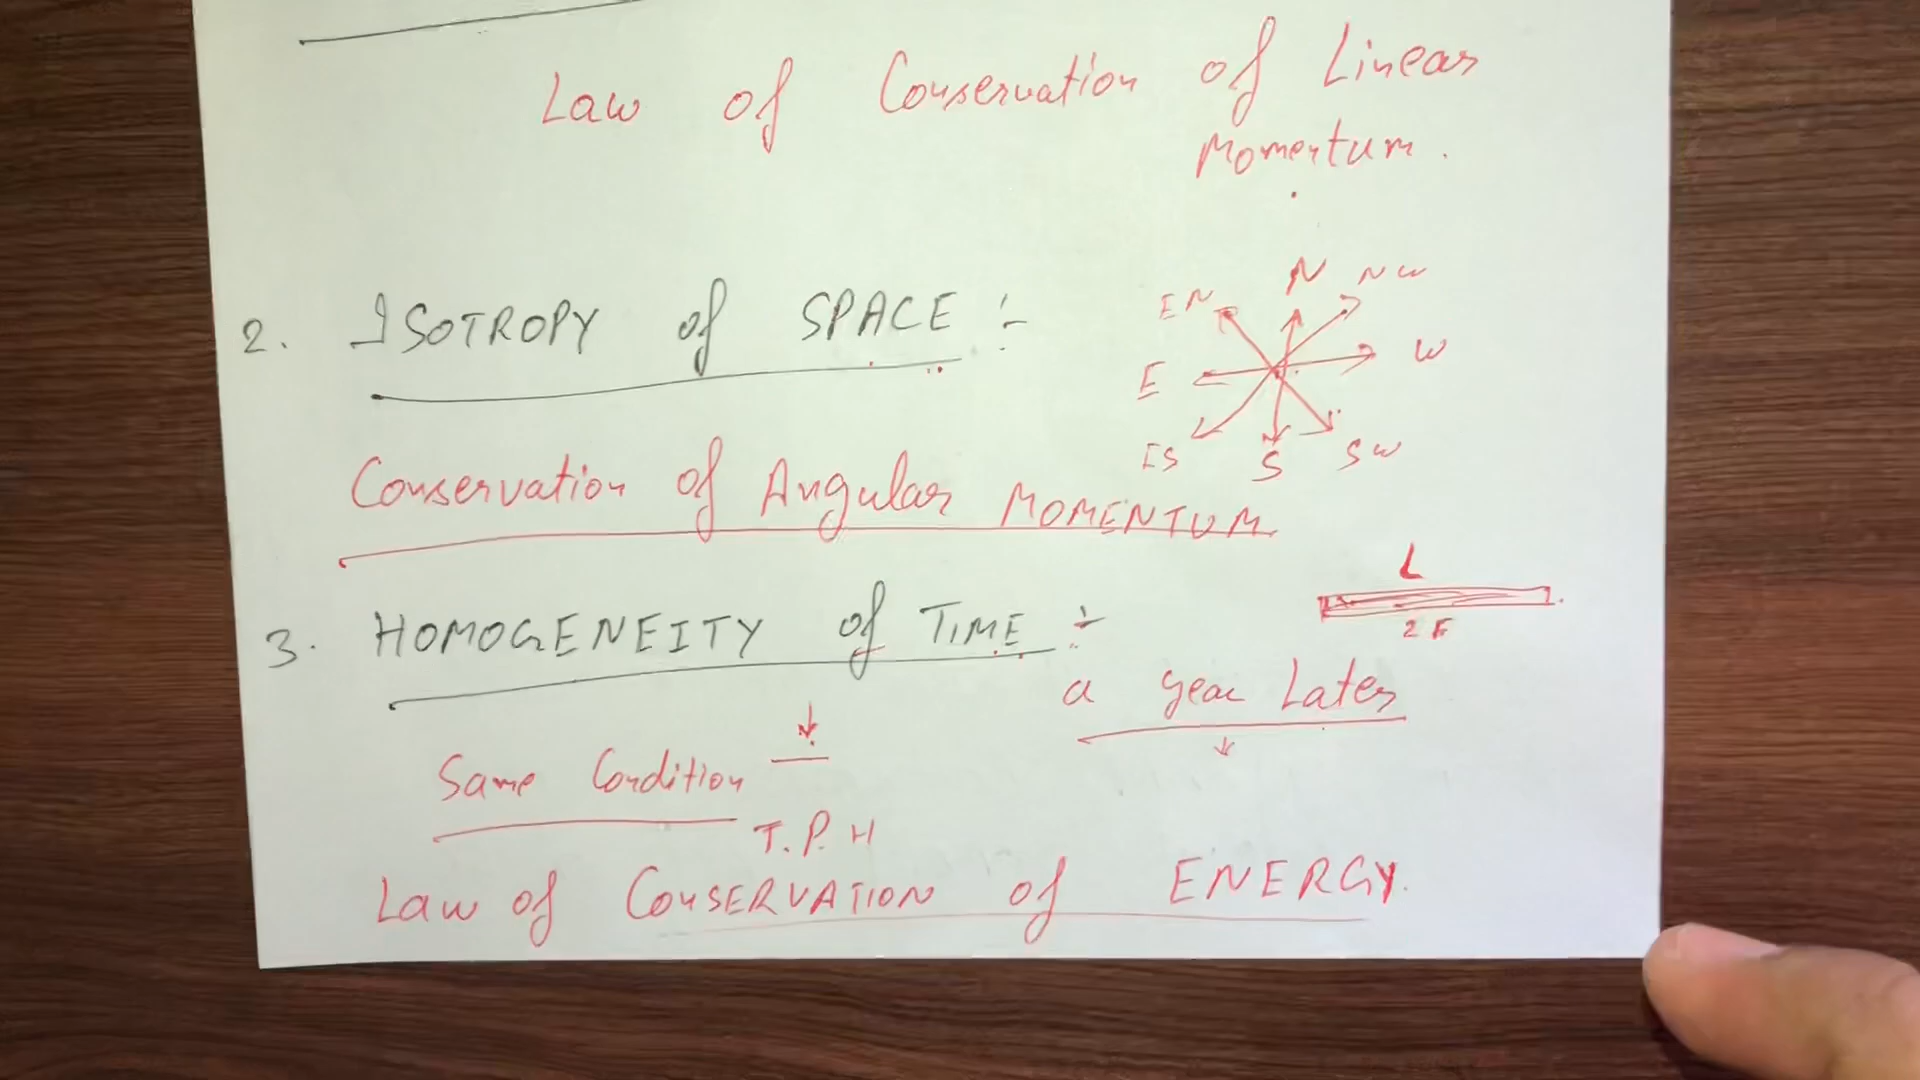 Law of Conservation of Linear
Momentum.
2. ISOTROPY of SPACE :-
N NW
EN
E W
ES S SW
Conservation of Angular MOMENTUM
L
2 F
3. HOMOGENEITY of TIME :-
a year Later
Same Condition
T. P. H
Law of CONSERVATION of ENERGY.